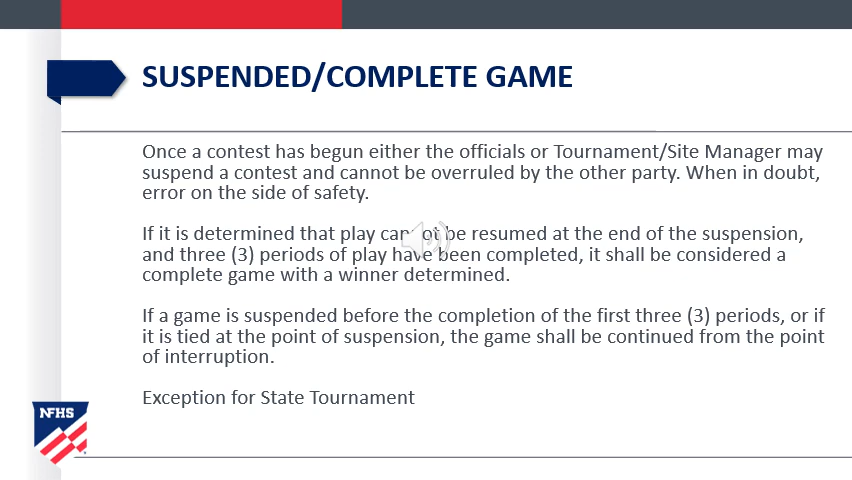 SUSPENDED/COMPLETE GAME
Once a contest has begun either the officials or Tournament/Site Manager may
suspend a contest and cannot be overruled by the other party. When in doubt,
error on the side of safety.
If it is determined that play cannot be resumed at the end of the suspension,
and three (3) periods of play have been completed, it shall be considered a
complete game with a winner determined.
If a game is suspended before the completion of the first three (3) periods, or if
it is tied at the point of suspension, the game shall be continued from the point
of interruption.
Exception for State Tournament
NFHS